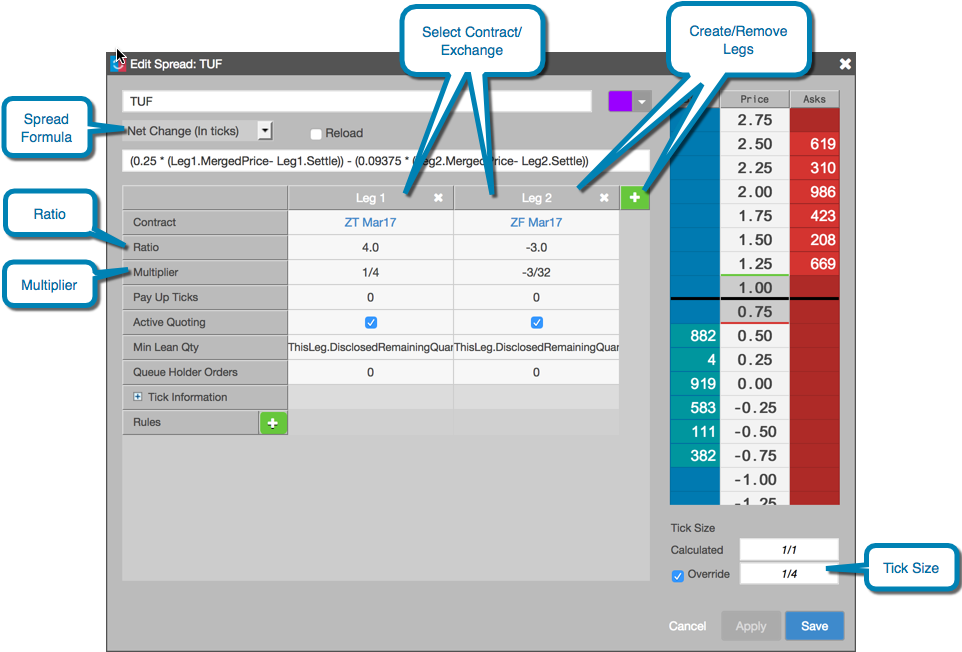 Select Contract/
Exchange
Create/Remove
Legs
Edit Spread: TUF
TUF
Price
Asks
Spread
Formula
Net Change (In ticks)
Reload
(0.25 * (Leg1.MergedPrice- Leg1.Settle)) - (0.09375 * (Leg2.MergedPrice- Leg2.Settle))
Leg 1
Leg 2
Contract
ZT Mar17
ZF Mar17
Ratio
Ratio
4.0
-3.0
Multiplier
Multiplier
1/4
-3/32
Pay Up Ticks
0
0
Active Quoting
Min Lean Qty
ThisLeg.DisclosedRemainingQuan
ThisLeg.DisclosedRemainingQuan
Queue Holder Orders
0
0
Tick Information
Rules
2.75
2.50 619
2.25 310
2.00 986
1.75 423
1.50 208
1.25 669
1.00
0.75
882 0.50
4 0.25
919 0.00
583 -0.25
111 -0.50
382 -0.75
-1.00
-1.25
Tick Size
Calculated
1/1
Override
1/4
Tick Size
Cancel
Apply
Save